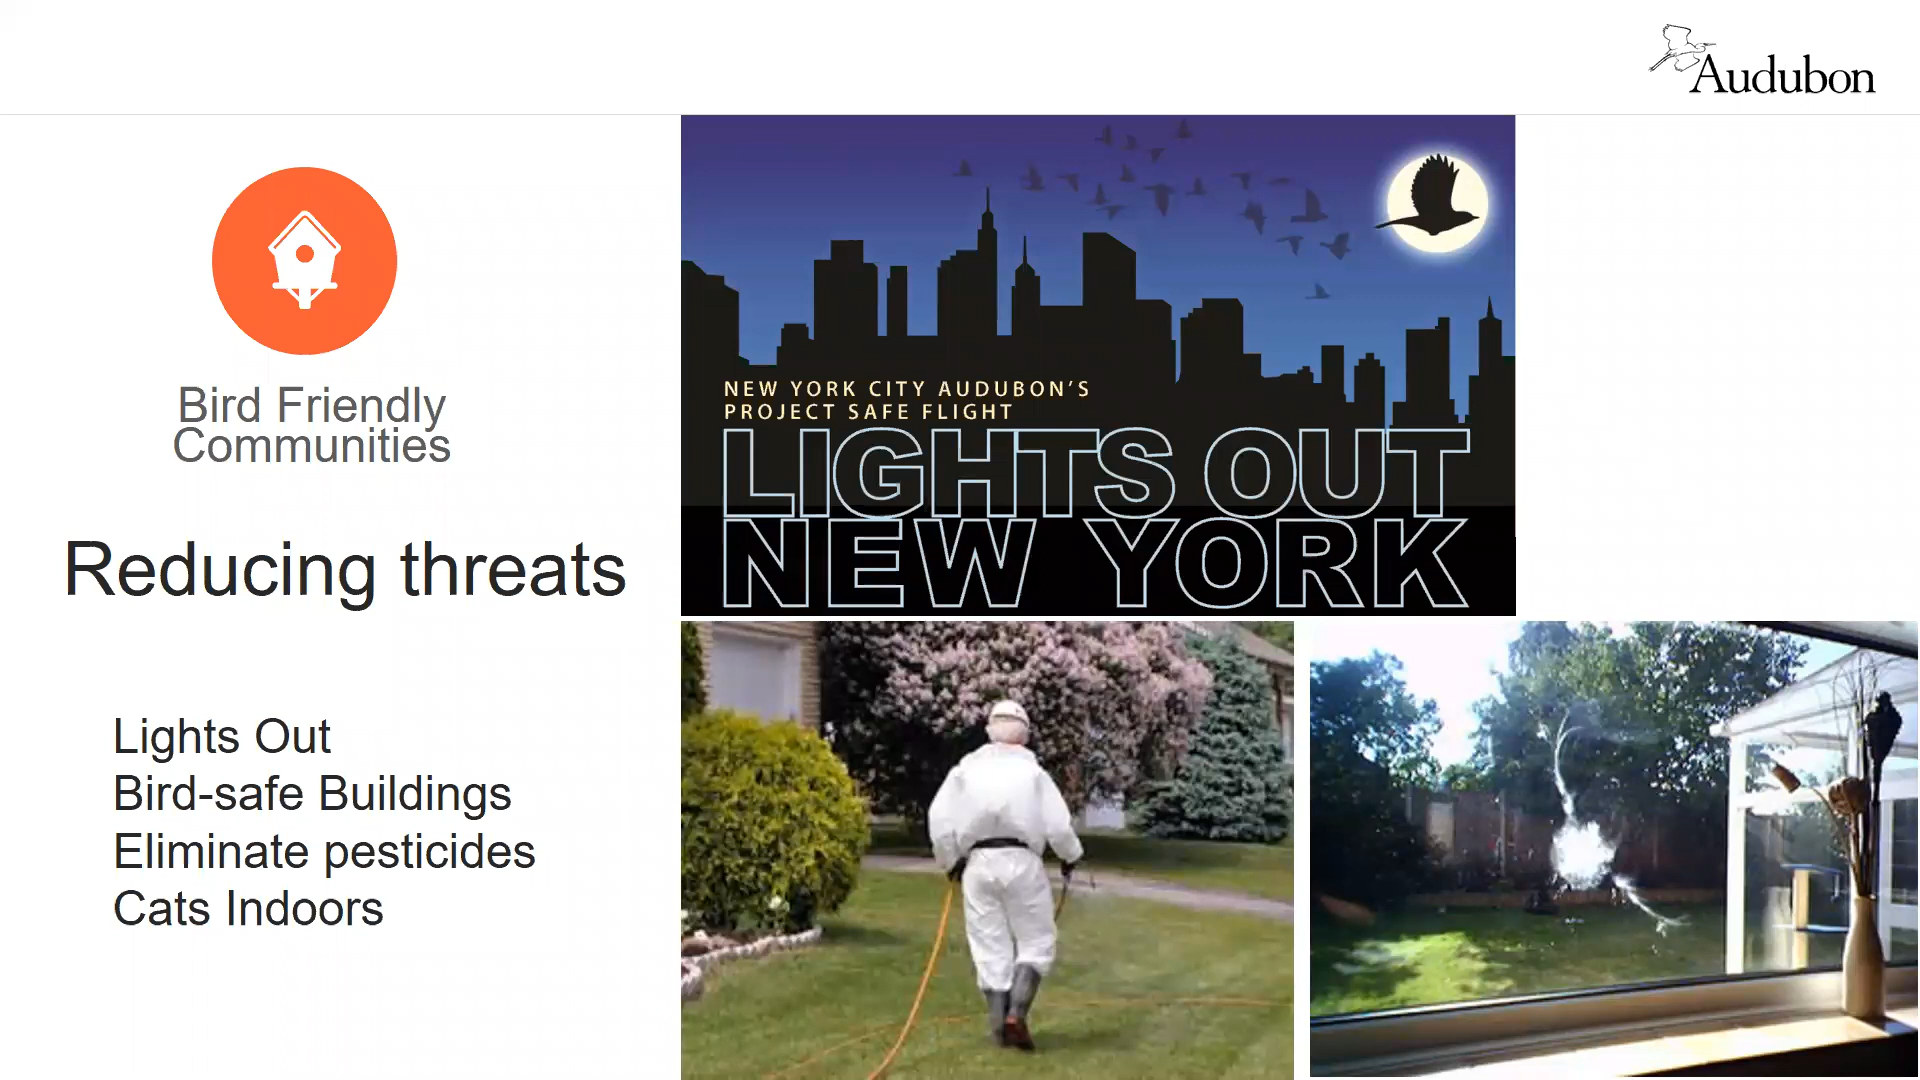 Audubon
Bird Friendly
Communities
Reducing threats
Lights Out
Bird-safe Buildings
Eliminate pesticides
Cats Indoors
NEW YORK CITY AUDUBON'S
PROJECT SAFE FLIGHT
LIGHTS OUT
NEW YORK